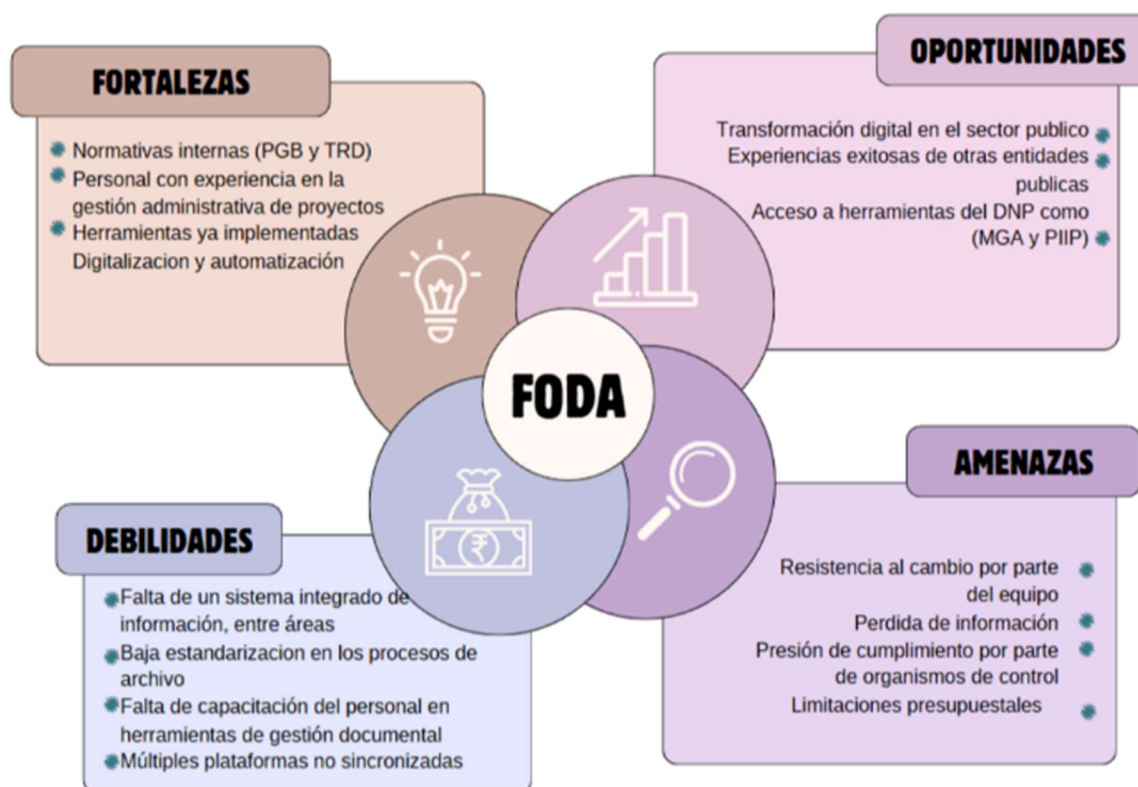 FORTALEZAS
Normativas internas (PGB y TRD)
Personal con experiencia en la
gestión administrativa de proyectos
Herramientas ya implementadas
Digitalizacion y automatización
OPORTUNIDADES
Transformación digital en el sector publico
Experiencias exitosas de otras entidades
publicas
Acceso a herramientas del DNP como
(MGA y PIIP)
FODA
₹
DEBILIDADES
Falta de un sistema integrado de
información, entre áreas
Baja estandarizacion en los procesos de
archivo
Falta de capacitación del personal en
herramientas de gestión documental
Múltiples plataformas no sincronizadas
AMENAZAS
Resistencia al cambio por parte
del equipo
Perdida de información
Presión de cumplimiento por parte
de organismos de control
Limitaciones presupuestales